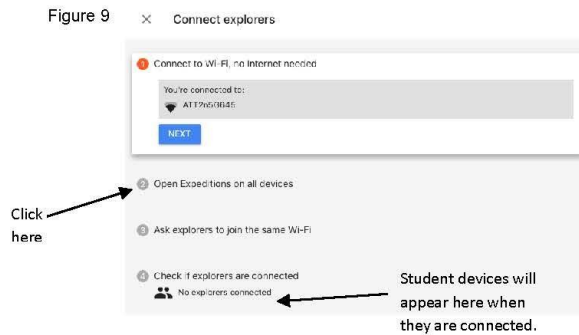 Figure 9
× Connect explorers
1 Connect to Wi-Fi, no internet needed
You're connected to:
NEXT
2 Open Expeditions on all devices
Click
here
3 Ask explorers to join the same Wi-Fi
4 Check if explorers are connected
No explorers connected
Student devices will
appear here when
they are connected.